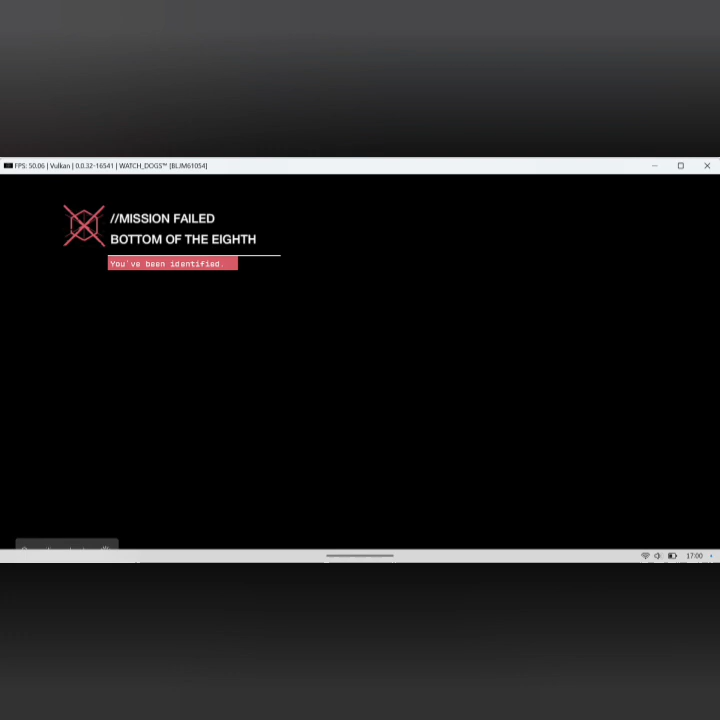 FPS: 50.06 | Vulkan | 0.0.32-16541 | WATCH_DOGS™ [BLJM61054]
//MISSION FAILED
BOTTOM OF THE EIGHTH
You've been identified.
17:00